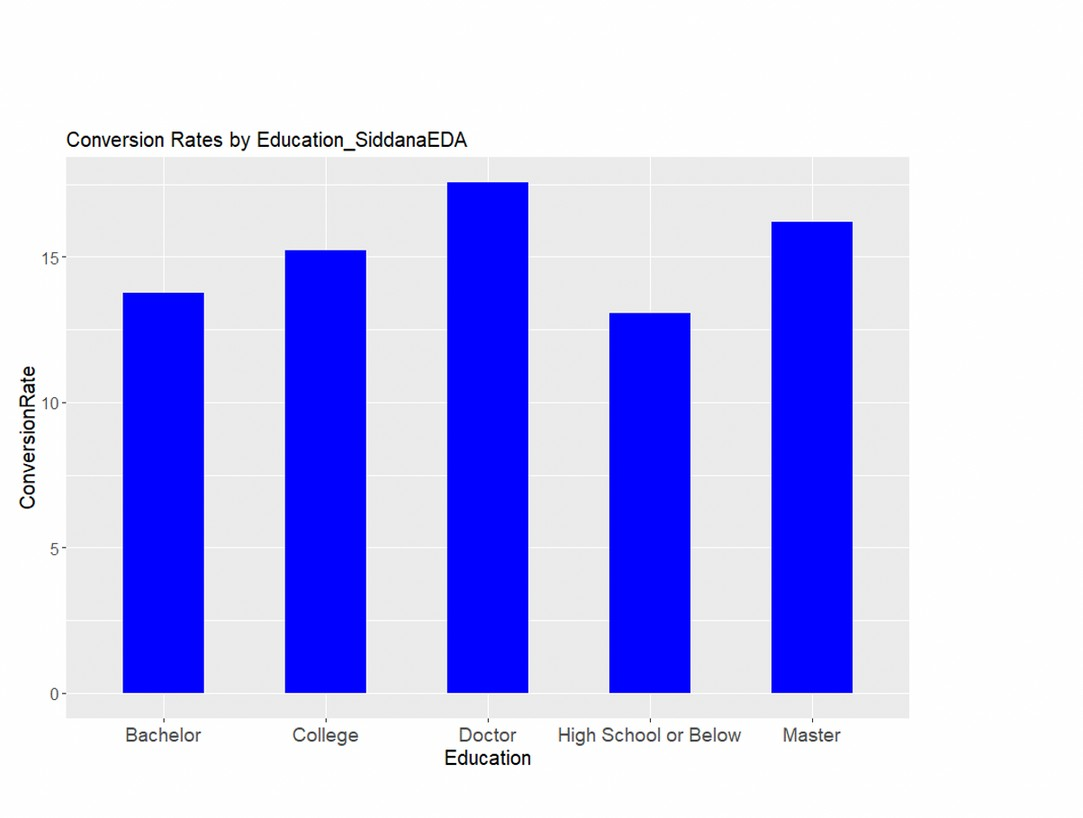 Conversion Rates by Education_SiddanaEDA
ConversionRate
15
10
5
0
Bachelor College Doctor High School or Below Master
Education